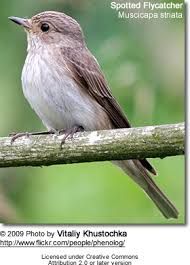 Spotted Flycatcher
Muscicapa striata
© 2009 Photo by Vitaliy Khustochka
http://www.flickr.com/people/phenolog/
Licensed under Creative Commons
Attribution 2.0 or later version